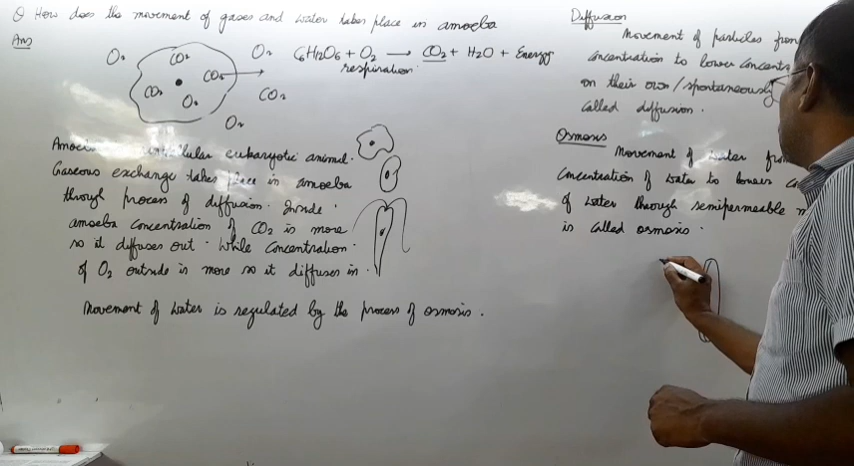 Q How does the movement of gases and water takes place in amoeba
Ans
O2 CO2 O2
CO2
CO2 O2 CO2
O2
C6H12O6 + O2 → CO2 + H2O + Energy
respiration
eukaryotic animal.
Gaseous exchange takes place in amoeba
through process of diffusion. Inside
amoeba concentration of CO2 is more
so it diffuses out. While concentration.
of O2 outside is more so it diffuses in.
Movement of water is regulated by the process of osmosis.
Diffusion
Movement of particles from
concentration to lower
on their own/spontaneously
called diffusion.
Osmosis
Movement of water
concentration of water to lower
of water through semipermeable
is called osmosis.